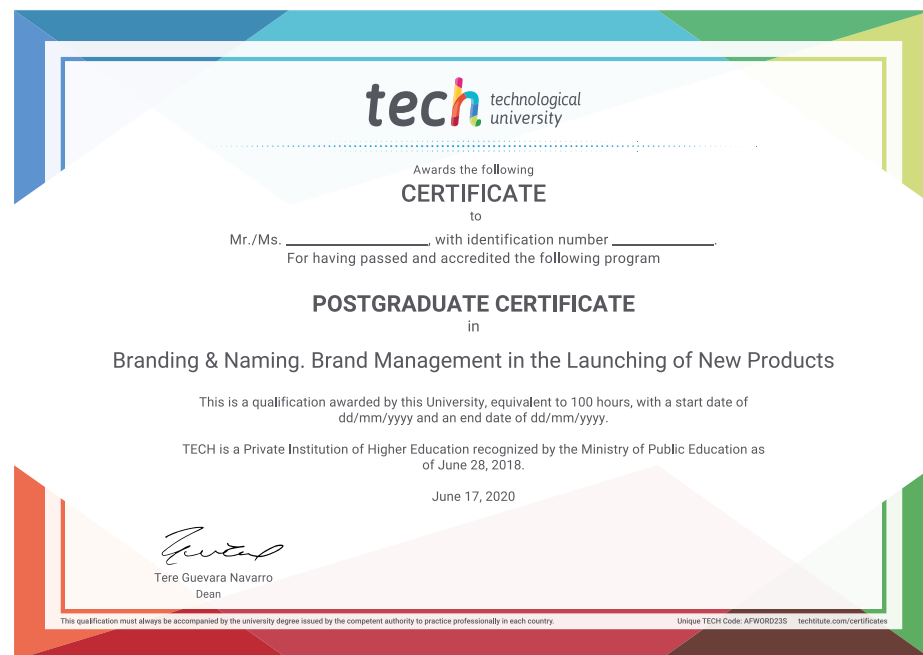 tech technological
university
Awards the following
CERTIFICATE
to
Mr./Ms. ____________________, with identification number ______________.
For having passed and accredited the following program
POSTGRADUATE CERTIFICATE
in
Branding & Naming. Brand Management in the Launching of New Products
This is a qualification awarded by this University, equivalent to 100 hours, with a start date of
dd/mm/yyyy and an end date of dd/mm/yyyy.
TECH is a Private Institution of Higher Education recognized by the Ministry of Public Education as
of June 28, 2018.
June 17, 2020
Tere Guevara Navarro
Dean
This qualification must always be accompanied by the university degree issued by the competent authority to practice professionally in each country.
Unique TECH Code: AFWORD23S techtitute.com/certificates